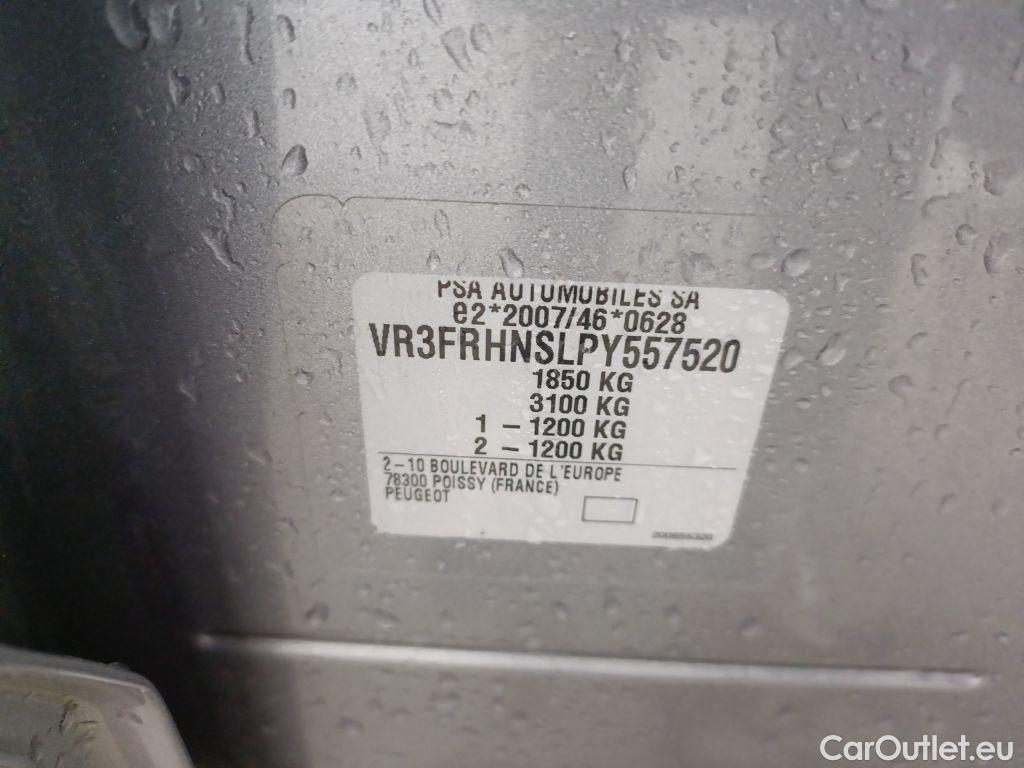 PSA AUTOMOBILES SA
e2*2007/46*0628
VR3FRHNSLPY557520
1850 KG
3100 KG
1 – 1200 KG
2 – 1200 KG
2–10 BOULEVARD DE L'EUROPE
78300 POISSY (FRANCE)
PEUGEOT
CarOutlet.eu